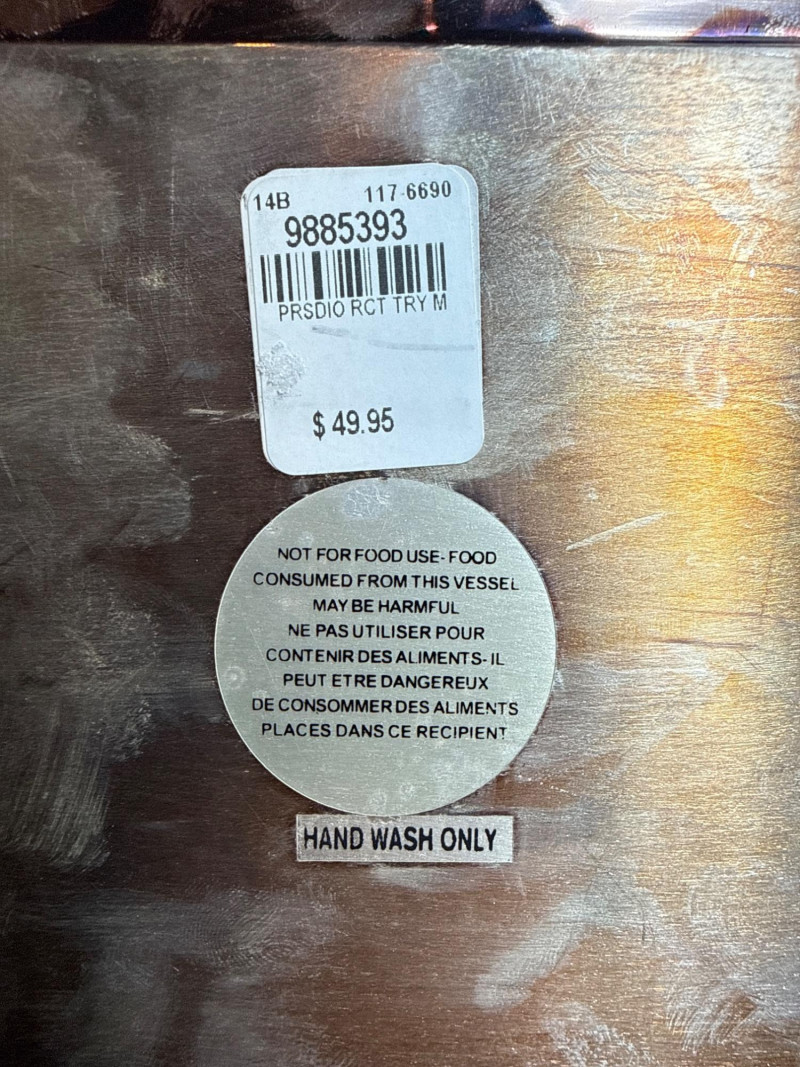 14B 117-6690
9885393
PRSDIO RCT TRY M
$ 49.95
NOT FOR FOOD USE- FOOD
CONSUMED FROM THIS VESSEL
MAY BE HARMFUL
NE PAS UTILISER POUR
CONTENIR DES ALIMENTS- IL
PEUT ETRE DANGEREUX
DE CONSOMMER DES ALIMENTS
PLACES DANS CE RECIPIENT
HAND WASH ONLY